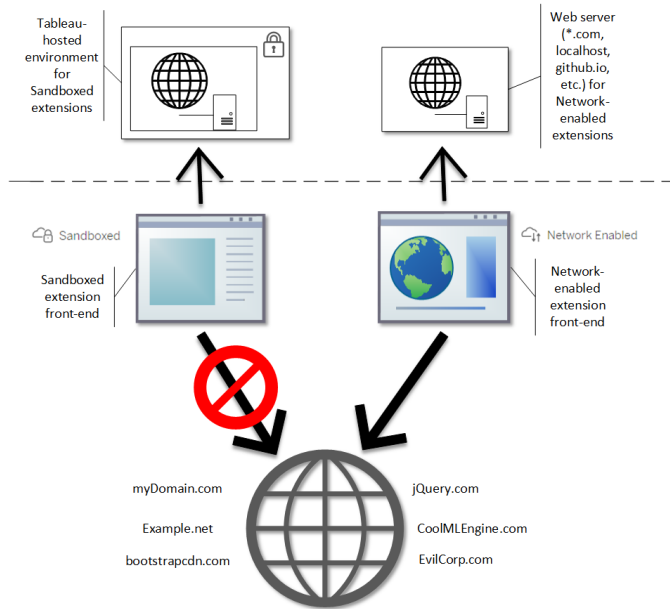 Tableau-
hosted
environment
for
Sandboxed
extensions
Web server
(*.com,
localhost,
github.io,
etc.) for
Network-
enabled
extensions
Sandboxed
Network Enabled
Sandboxed
extension
front-end
Network-
enabled
extension
front-end
myDomain.com
jQuery.com
Example.net
CoolMLEngine.com
bootstrapcdn.com
EvilCorp.com